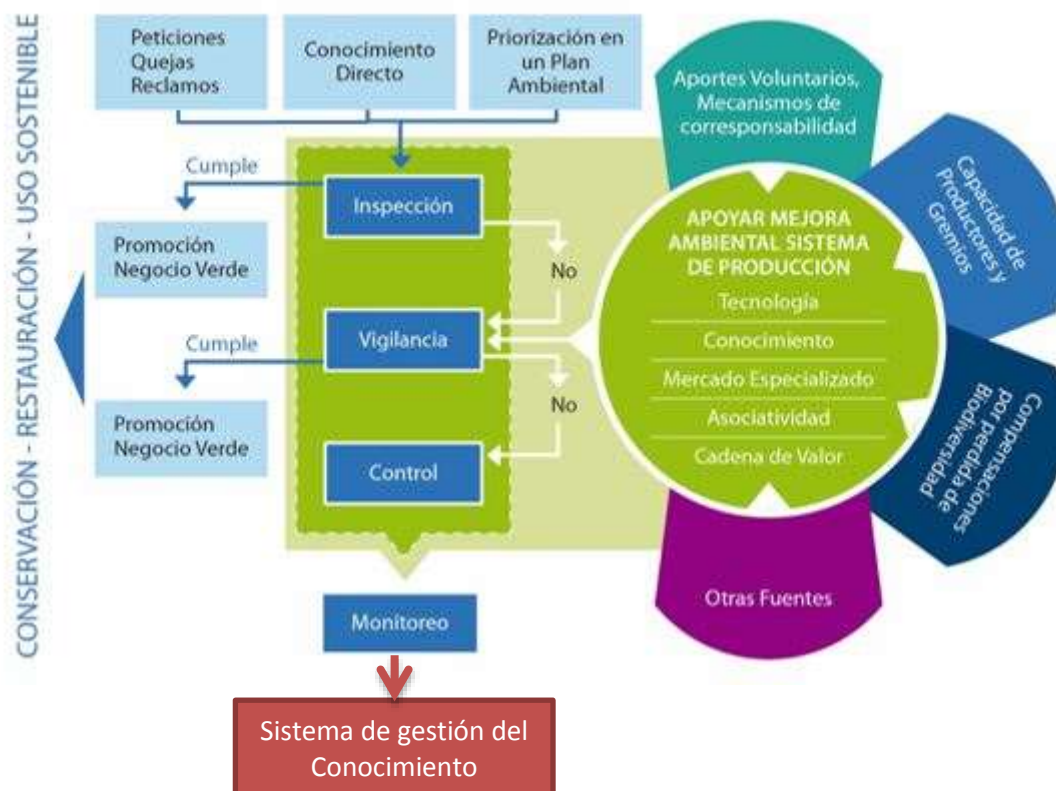 CONSERVACIÓN - RESTAURACIÓN - USO SOSTENIBLE
Peticiones
Quejas
Reclamos
Conocimiento
Directo
Priorización en
un Plan
Ambiental
Cumple
Inspección
Promoción
Negocio Verde
No
Cumple
Vigilancia
Promoción
Negocio Verde
No
Control
Monitoreo
Sistema de gestión del
Conocimiento
Aportes Voluntarios,
Mecanismos de
corresponsabilidad
Capacidad de
Productores y
Gremios
Compensaciones
por perdida de
Biodiversidad
Otras Fuentes
APOYAR MEJORA
AMBIENTAL SISTEMA
DE PRODUCCIÓN
Tecnología
Conocimiento
Mercado Especializado
Asociatividad
Cadena de Valor